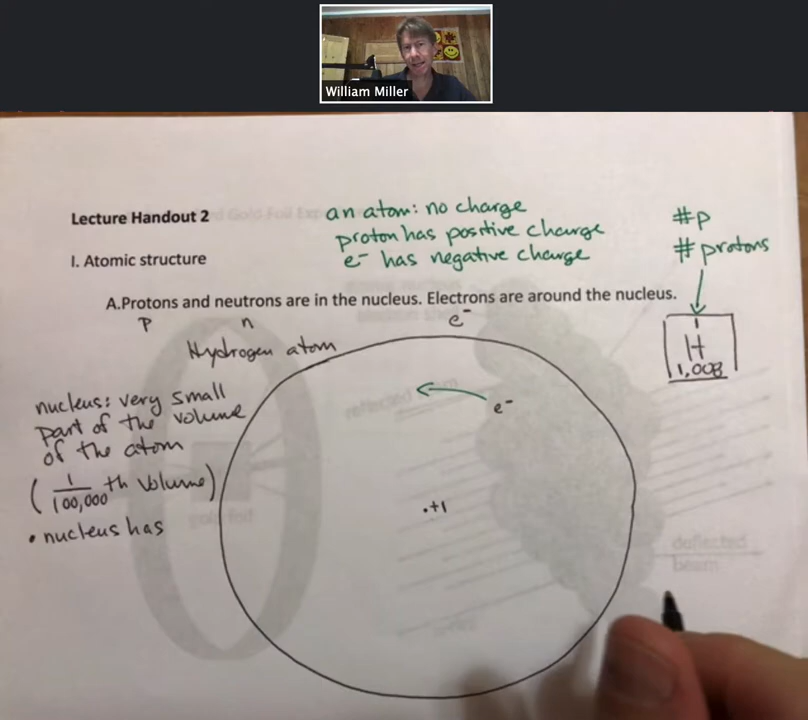 William Miller
Lecture Handout 2
an atom: no charge
proton has positive charge
e⁻ has negative charge
#p
# protons
I. Atomic structure
A.Protons and neutrons are in the nucleus. Electrons are around the nucleus.
p n e⁻
1
H
1,008
Hydrogen atom
nucleus: very small
part of the volume
of the atom
(1/100,000 th volume)
• nucleus has
e⁻
.+1
gold foil
reflected beam
deflected
beam